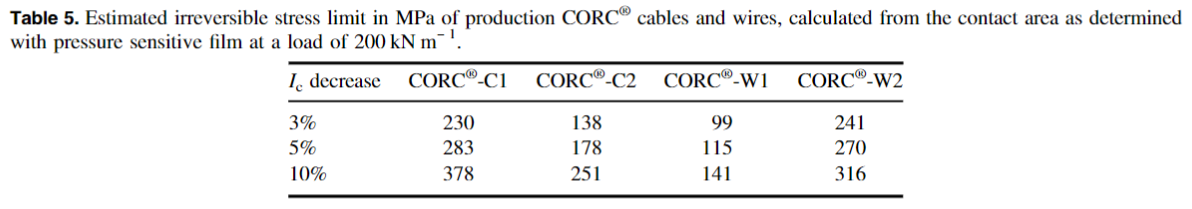 Table 5. Estimated irreversible stress limit in MPa of production CORC® cables and wires, calculated from the contact area as determined
with pressure sensitive film at a load of 200 kN m⁻¹.
Ic decrease CORC®-C1 CORC®-C2 CORC®-W1 CORC®-W2
3% 230 138 99 241
5% 283 178 115 270
10% 378 251 141 316